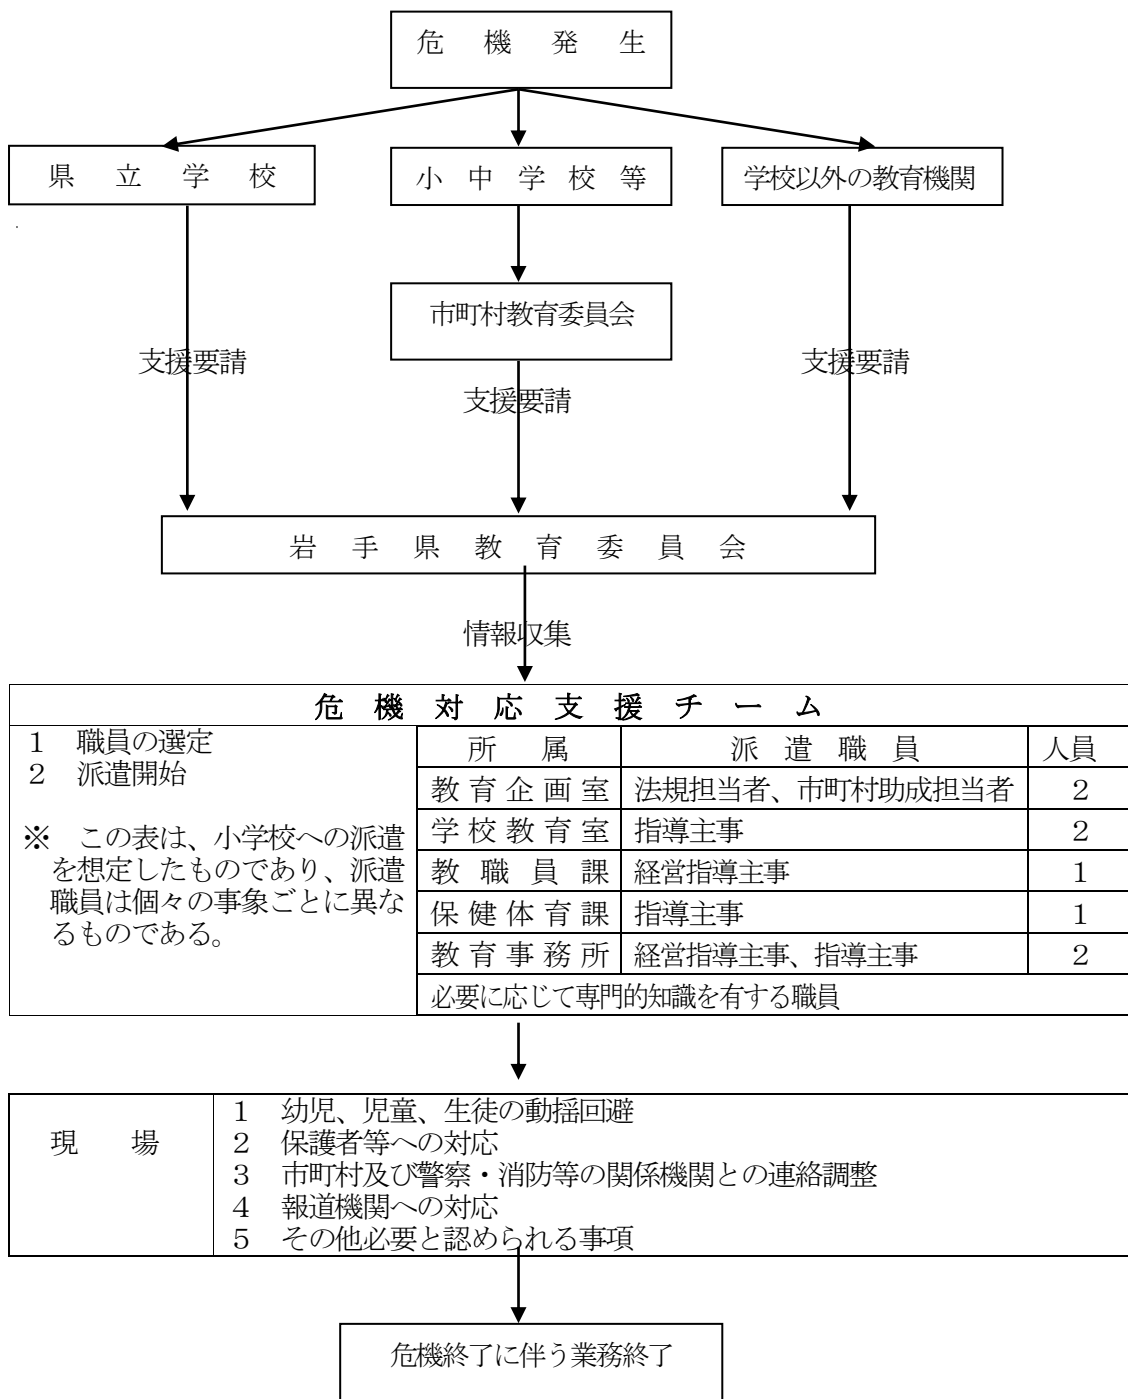 危機発生
県立学校
小中学校等
学校以外の教育機関
市町村教育委員会
支援要請
支援要請
支援要請
岩手県教育委員会
情報収集
危機対応支援チーム
1 職員の選定
2 派遣開始
※ この表は、小学校への派遣
を想定したものであり、派遣
職員は個々の事象ごとに異な
るものである。
所属 派遣職員 人員
教育企画室 法規担当者、市町村助成担当者 2
学校教育室 指導主事 2
教職員課 経営指導主事 1
保健体育課 指導主事 1
教育事務所 経営指導主事、指導主事 2
必要に応じて専門的知識を有する職員
現場
1 幼児、児童、生徒の動揺回避
2 保護者等への対応
3 市町村及び警察・消防等の関係機関との連絡調整
4 報道機関への対応
5 その他必要と認められる事項
危機終了に伴う業務終了